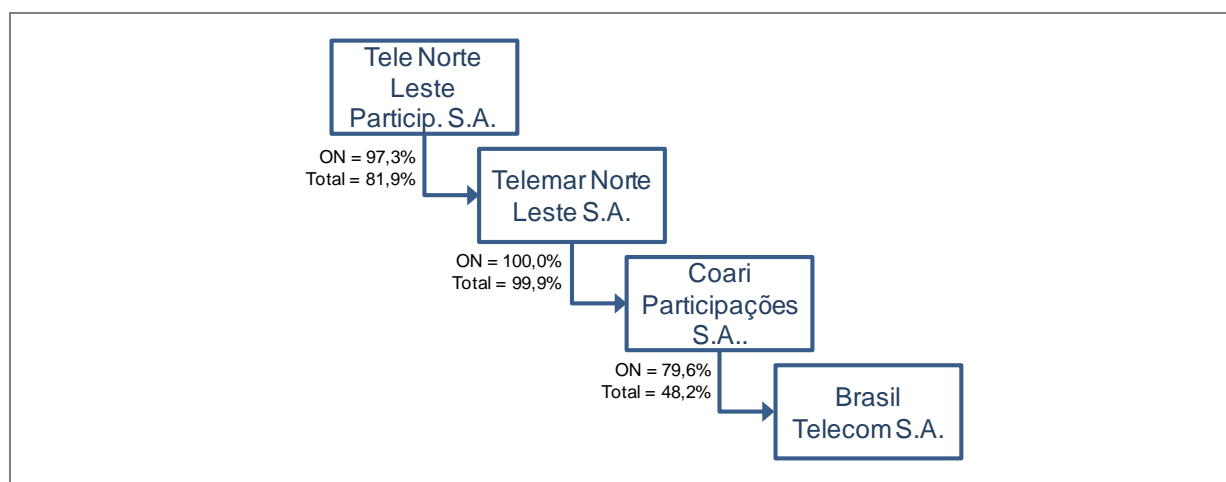 Tele Norte
Leste
Particip. S.A.
ON = 97,3%
Total = 81,9%
Telemar Norte
Leste S.A.
ON = 100,0%
Total = 99,9%
Coari
Participações
S.A..
ON = 79,6%
Total = 48,2%
Brasil
Telecom S.A.